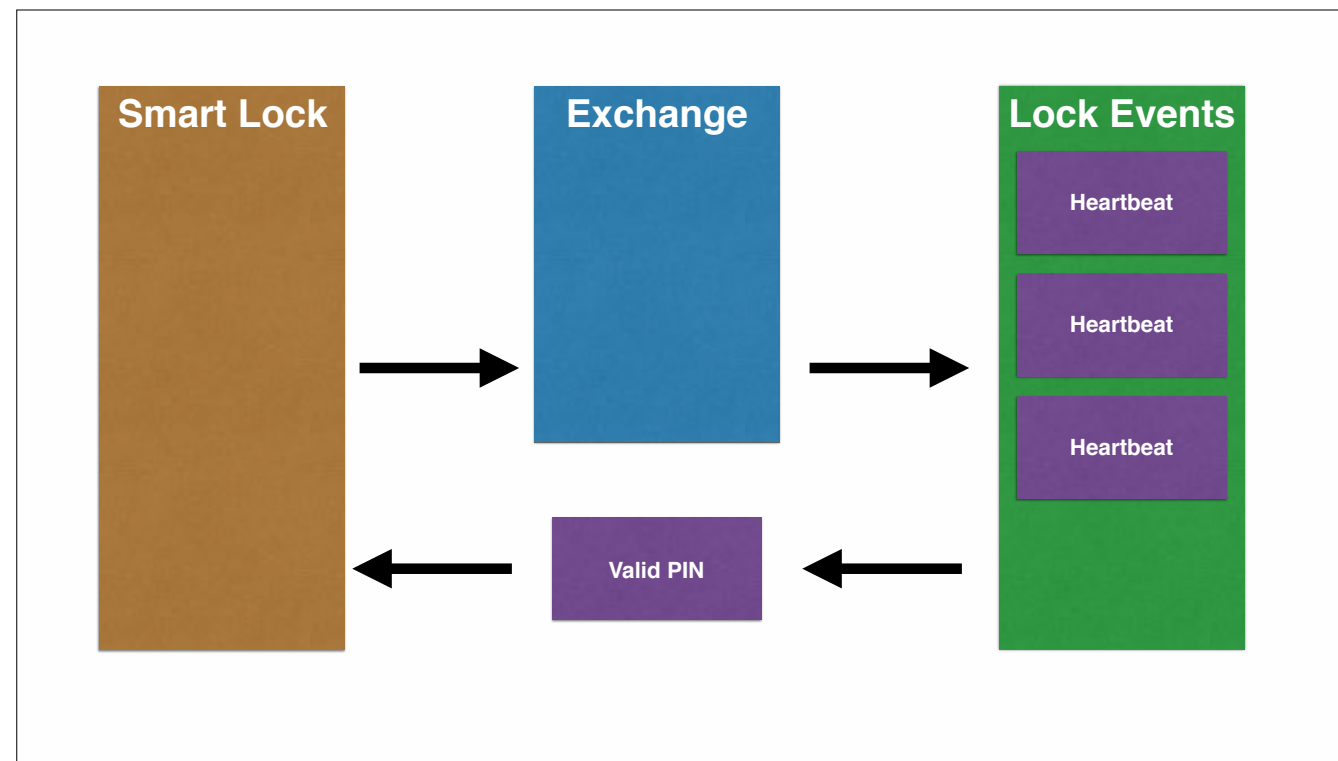 Smart Lock
Exchange
Lock Events
Heartbeat
Heartbeat
Heartbeat
Valid PIN